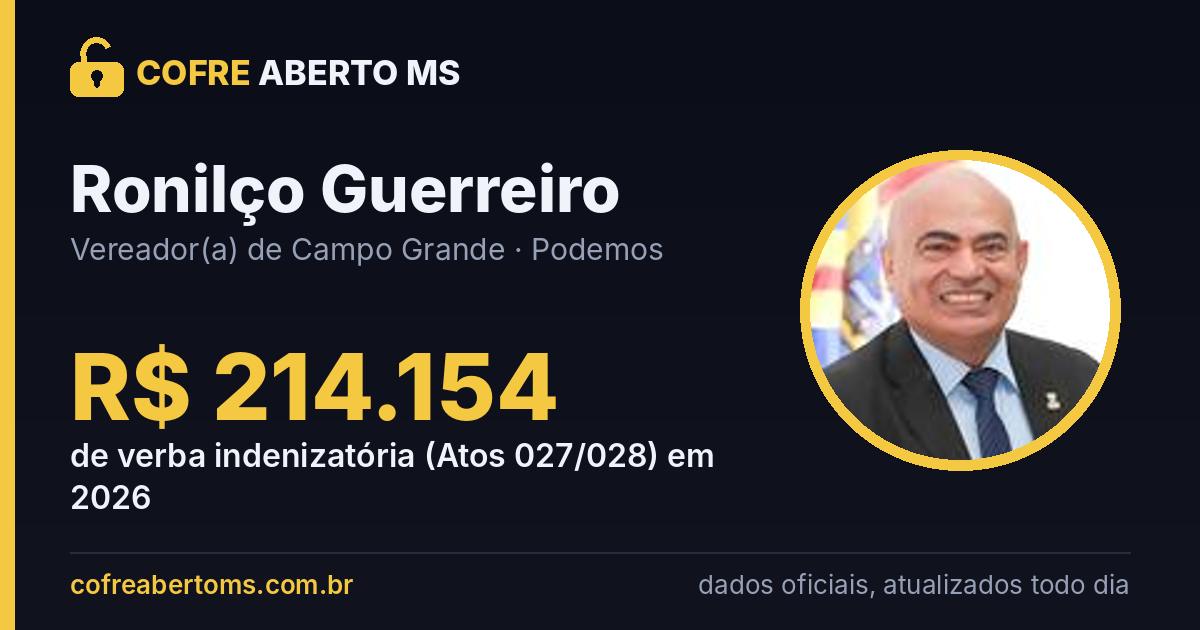 COFRE ABERTO MS
Ronilço Guerreiro
Vereador(a) de Campo Grande · Podemos
R$ 214.154
de verba indenizatória (Atos 027/028) em
2026
cofreabertoms.com.br
dados oficiais, atualizados todo dia